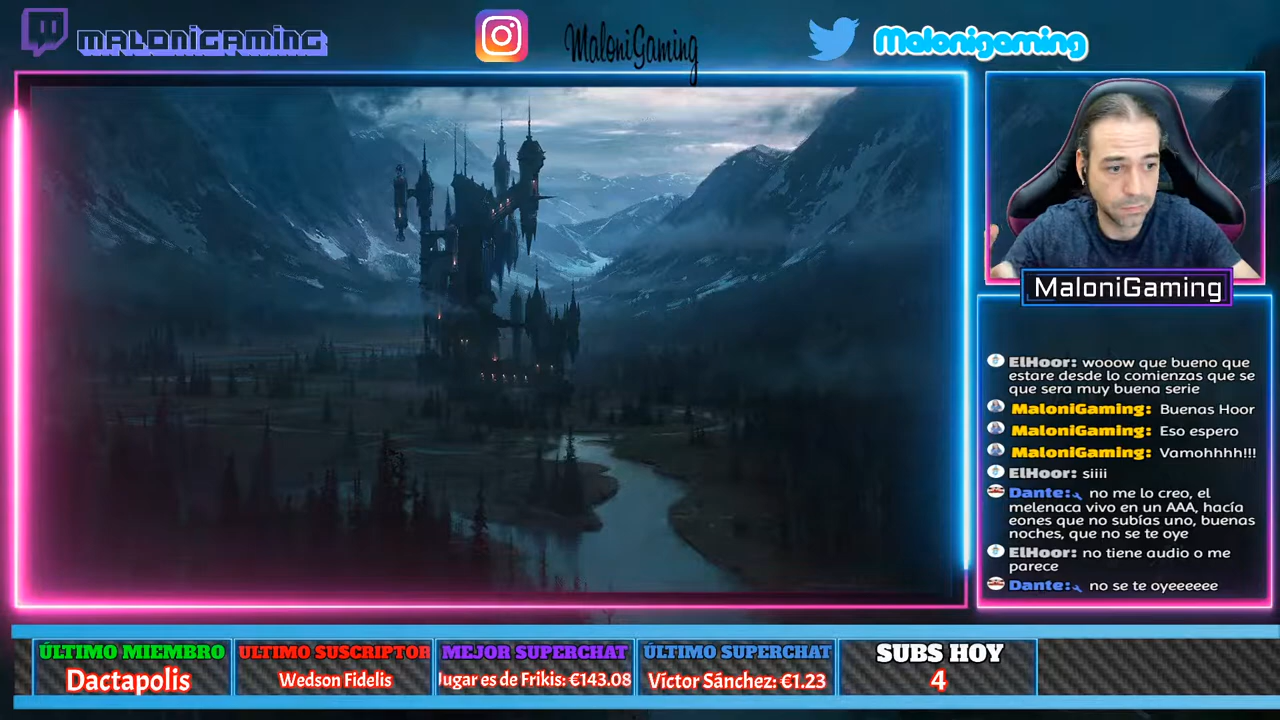 MALONIGAMING
MaloniGaming
Malonigaming
MaloniGaming
ElHoor: wooow que bueno que
estare desde lo comienzas que se
que sera muy buena serie
MaloniGaming: Buenas Hoor
MaloniGaming: Eso espero
MaloniGaming: Vamohhhh!!!
ElHoor: siiii
Dante: no me lo creo, el
melenaca vivo en un AAA, hacía
eones que no subías uno, buenas
noches, que no se te oye
ElHoor: no tiene audio o me
parece
Dante: no se te oyeeeeee
ÚLTIMO MIEMBRO
Dactapolis
ULTIMO SUSCRIPTOR
Wedson Fidelis
MEJOR SUPERCHAT
Jugar es de Frikis: €143.08
ÚLTIMO SUPERCHAT
Víctor Sánchez: €1.23
SUBS HOY
4